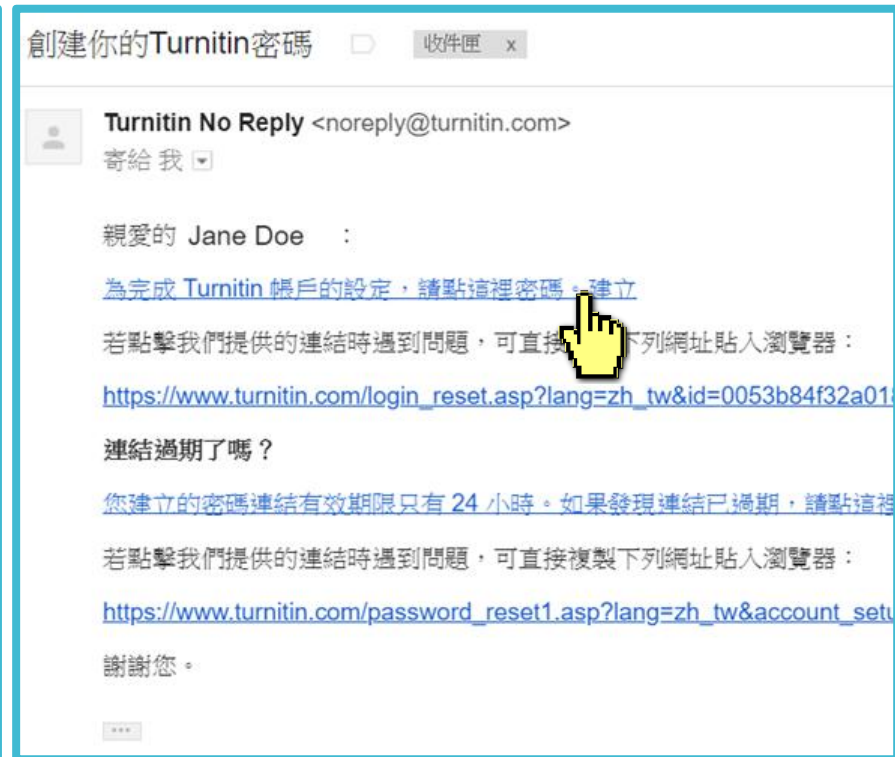 創建你的Turnitin密碼 收件匣 x
Turnitin No Reply <noreply@turnitin.com>
寄給 我
親愛的 Jane Doe :
為完成 Turnitin 帳戶的設定，請點這裡密碼。建立
若點擊我們提供的連結時遇到問題，可直接 下列網址貼入瀏覽器：
https://www.turnitin.com/login_reset.asp?lang=zh_tw&id=0053b84f32a018
連結過期了嗎？
您建立的密碼連結有效期限只有 24 小時。如果發現連結已過期，請點這裡
若點擊我們提供的連結時遇到問題，可直接複製下列網址貼入瀏覽器：
https://www.turnitin.com/password_reset1.asp?lang=zh_tw&account_setu
謝謝您。